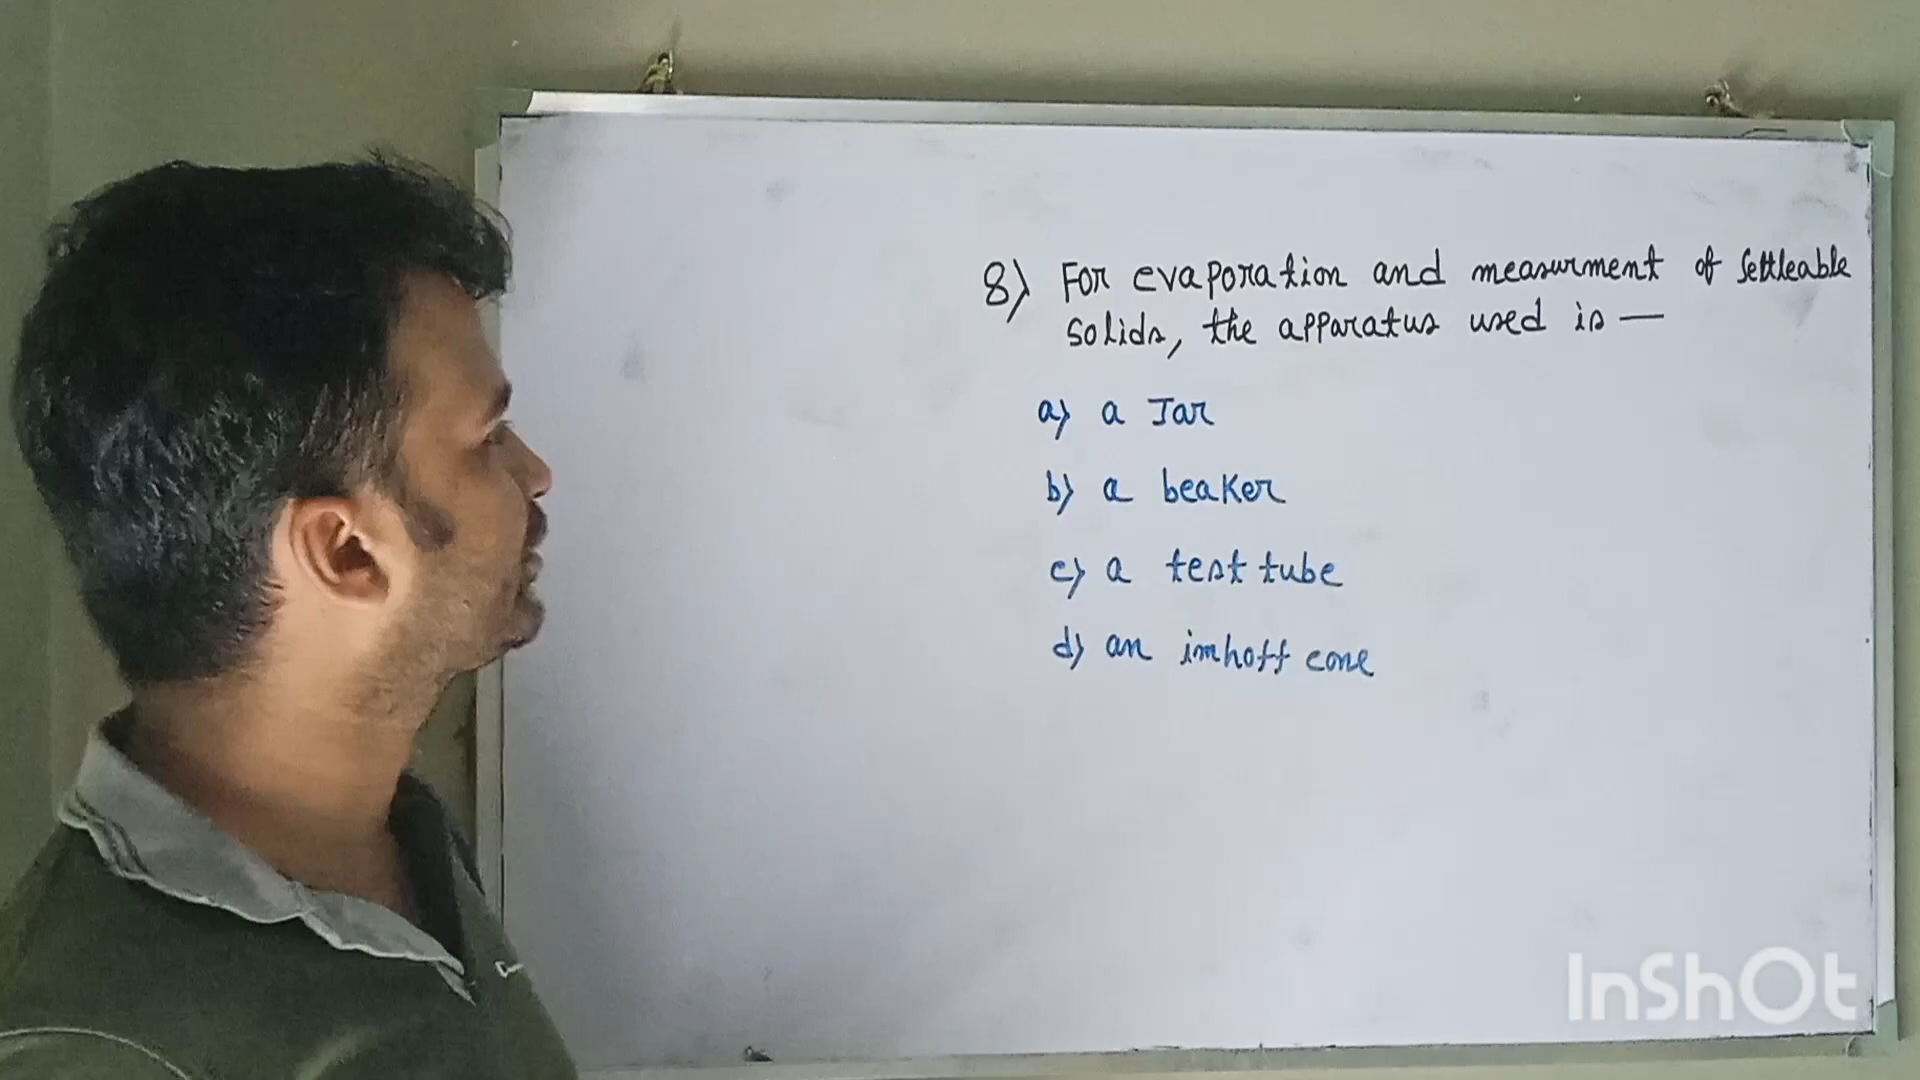 8) For evaporation and measurment of settleable
solids, the apparatus used is —
a) a Jar
b) a beaker
c) a test tube
d) an imhoff cone
InShOt